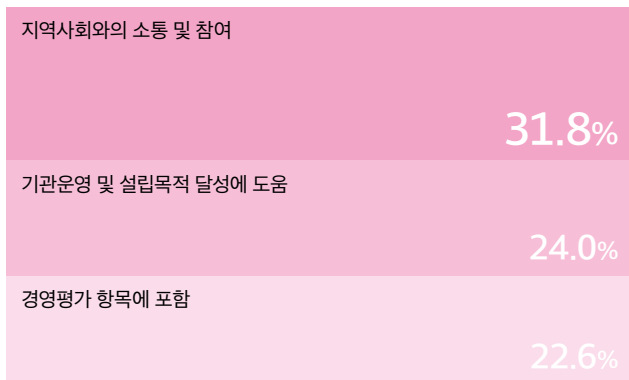 지역사회와의 소통 및 참여
31.8%
기관운영 및 설립목적 달성에 도움
24.0%
경영평가 항목에 포함
22.6%